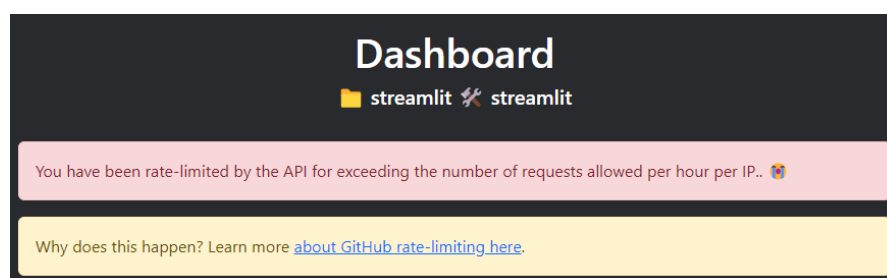 Dashboard
📁 streamlit 🛠️ streamlit
You have been rate-limited by the API for exceeding the number of requests allowed per hour per IP.. 😭
Why does this happen? Learn more about GitHub rate-limiting here.